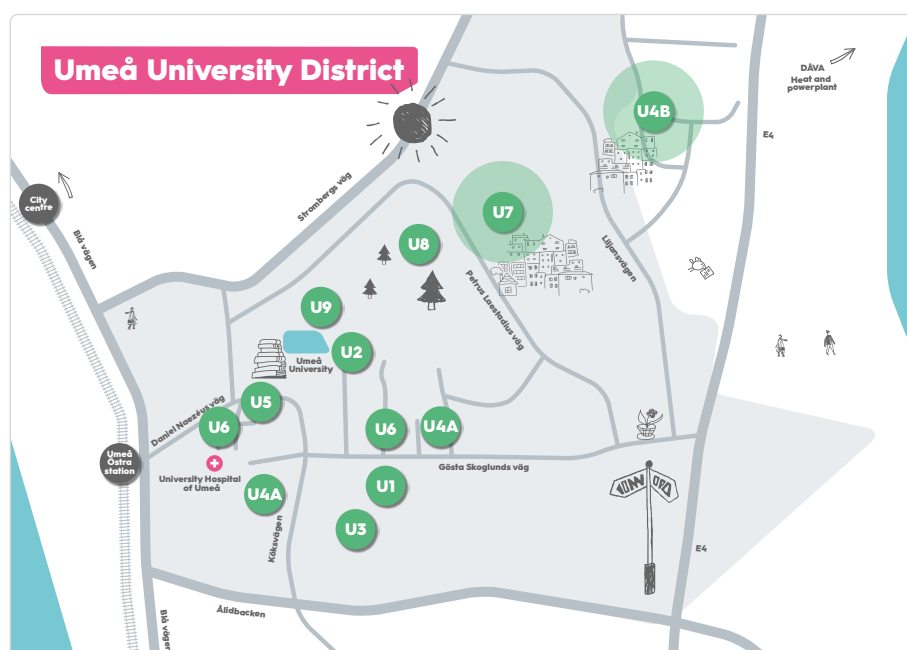 Umeå University District
DÅVA
Heat and
powerplant
U4B
E4
Strombergs väg
City
centre
Blå vägen
U7
U8
Liljansvägen
Petrus Laestadius väg
U9
U2
Umeå
University
Daniel Naezéus väg
U5
U6
U6
U4A
Umeå
Östra
station
Gösta Skoglunds väg
University Hospital
of Umeå
U4A
U1
U3
Köksvägen
E4
Ålidbacken
Blå vägen